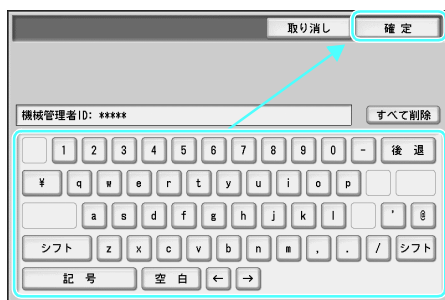 取り消し 確 定
機械管理者ID: ***** すべて削除
1 2 3 4 5 6 7 8 9 0 - 後 退
¥ q w e r t y u i o p
a s d f g h j k l ' @
シフト z x c v b n m , . / シフト
記 号 空 白 ← →